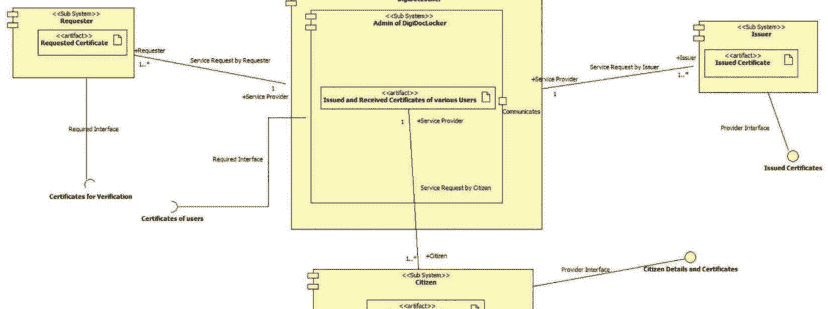 <<Sub System>>
Requester
<<artifact>>
Requested Certificate
+Requester
1..*
Service Request by Requester
1
+Service Provider
Required Interface
Certificates for Verification
Required Interface
Certificates of users
<<Sub System>>
Admin of DigiDocLocker
<<artifact>>
Issued and Received Certificates of various Users
Communicates
1
+Service Provider
Service Request by Citizen
1..*
+Citizen
+Service Provider
1
Service Request by Issuer
+Issuer
1..*
<<Sub System>>
Issuer
<<artifact>>
Issued Certificate
Provider Interface
Issued Certificates
<<Sub System>>
Citizen
<<artifact>>
Provider Interface
Citizen Details and Certificates